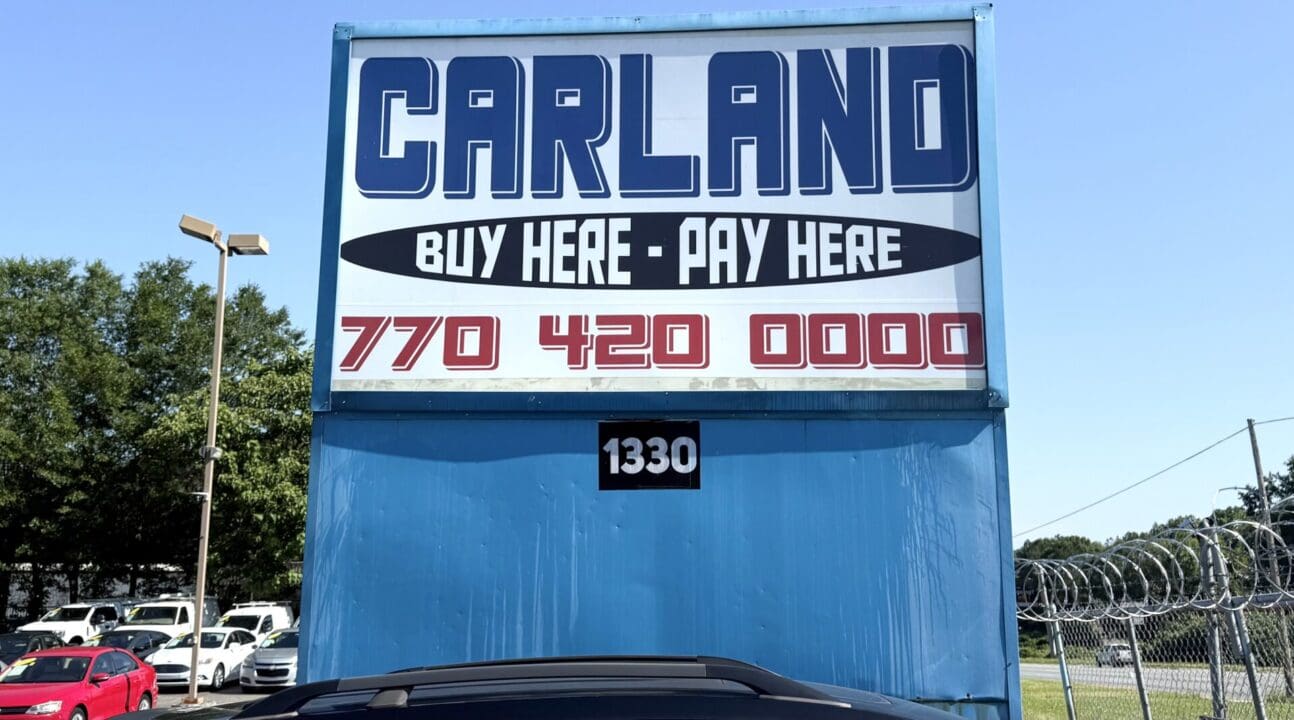 CARLAND
BUY HERE - PAY HERE
770 420 0000
1330